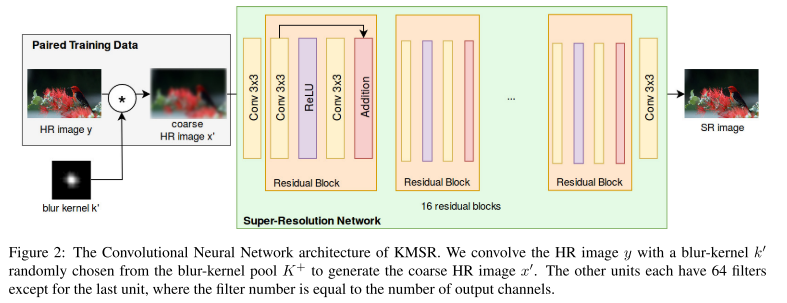 Paired Training Data
HR image y
*
coarse
HR image x'
blur kernel k'
Conv 3x3
Conv 3x3
ReLU
Conv 3x3
Addition
Residual Block
Residual Block
...
Residual Block
16 residual blocks
Conv 3x3
Super-Resolution Network
SR image
Figure 2: The Convolutional Neural Network architecture of KMSR. We convolve the HR image y with a blur-kernel k′
randomly chosen from the blur-kernel pool K⁺ to generate the coarse HR image x′. The other units each have 64 filters
except for the last unit, where the filter number is equal to the number of output channels.